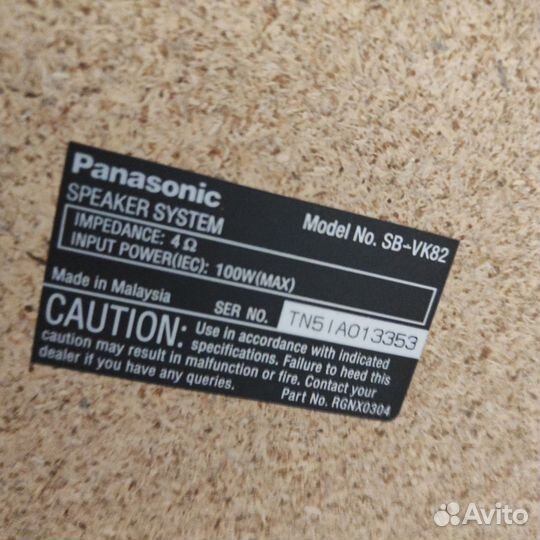 Panasonic
SPEAKER SYSTEM
Model No. SB-VK82
IMPEDANCE: 4Ω
INPUT POWER(IEC): 100W(MAX)
Made in Malaysia
SER NO. TN5IA013353
CAUTION: Use in accordance with indicated
specifications. Failure to heed this
caution may result in malfunction or fire. Contact your
dealer if you have any queries.
Part No. RGNX0304
Avito